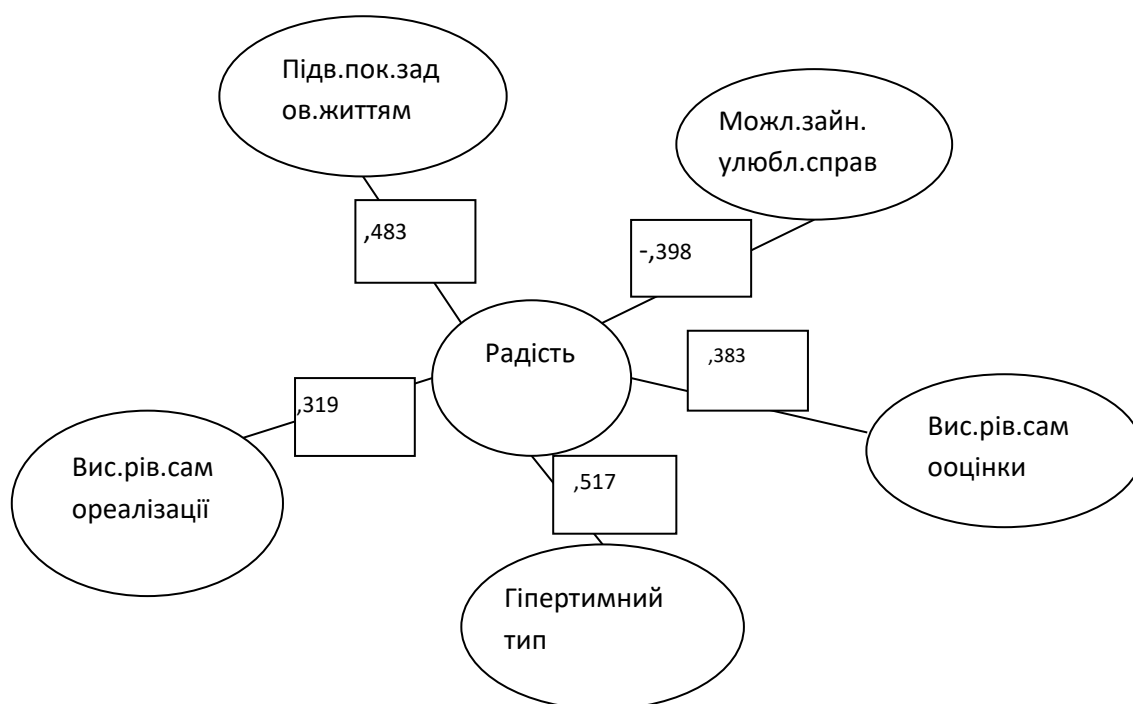 Підв.пок.зад
ов.життям
Можл.зайн.
улюбл.справ
,483
-,398
Радість
,383
,319
Вис.рів.сам
ооцінки
Вис.рів.сам
ореалізації
,517
Гіпертимний
тип